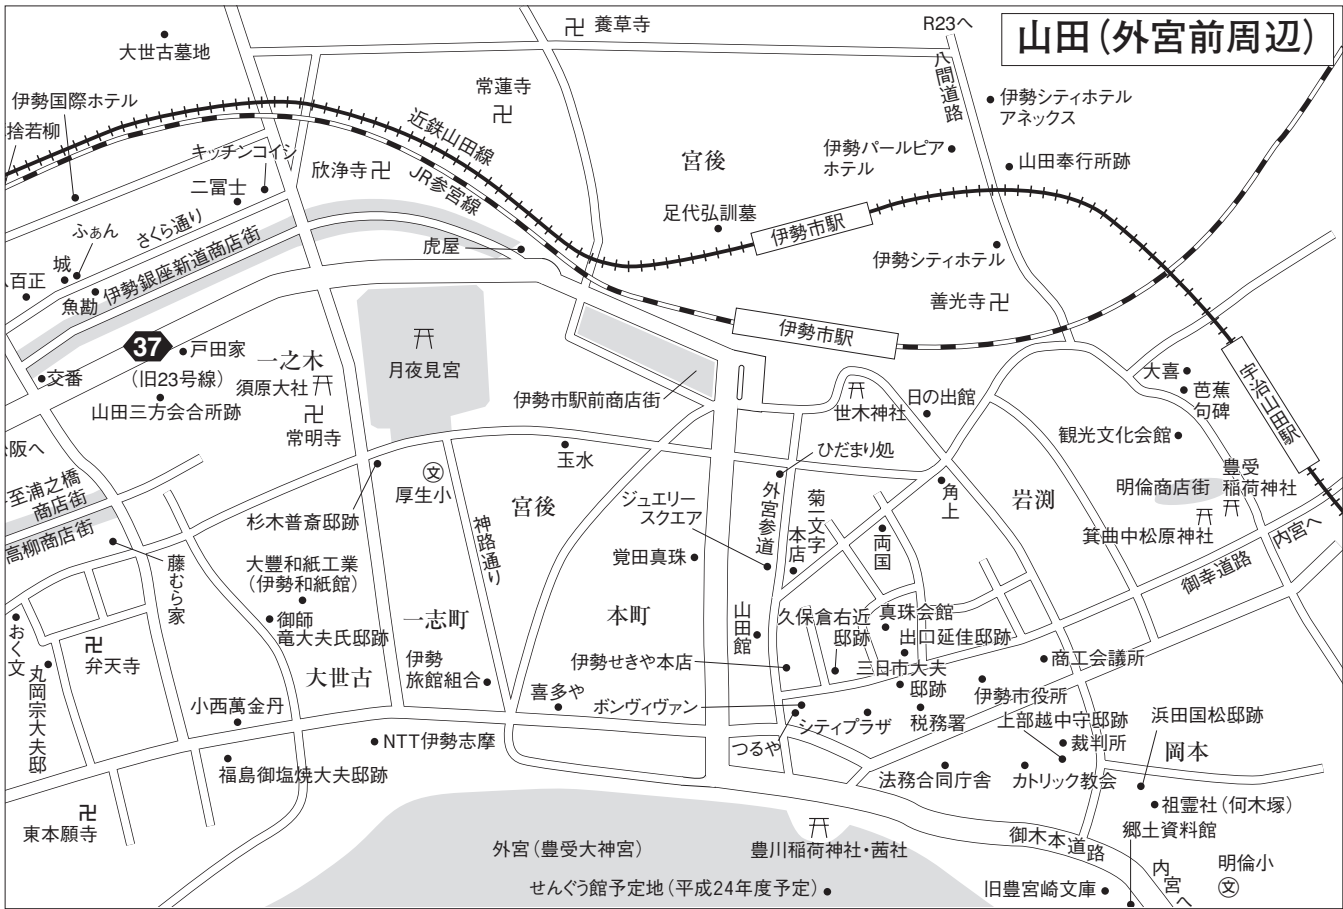 山田（外宮前周辺）
R23へ
卍 養草寺
大世古墓地
八間道路
伊勢国際ホテル
捨若柳
常蓮寺
卍
近鉄山田線
JR参宮線
伊勢シティホテル
アネックス
キッチンコイシ
二冨士
欣浄寺卍
宮後
伊勢パールピア
ホテル
山田奉行所跡
足代弘訓墓
さくら通り
ふぁん
伊勢銀座新道商店街
虎屋
伊勢市駅
城
百正
魚勘
伊勢シティホテル
善光寺卍
伊勢市駅
37
戸田家
（旧23号線）
一之木
須原大社
月夜見宮
交番
山田三方会合所跡
卍
常明寺
伊勢市駅前商店街
世木神社
日の出館
大喜
芭蕉
句碑
宇治山田駅
阪へ
観光文化会館
ひだまり処
玉水
文
厚生小
至浦之橋
商店街
高柳商店街
杉木普斎邸跡
神路通り
宮後
ジュエリー
スクエア
外宮参道
菊一文字
本店
角上
岩渕
明倫商店街
豊受
稲荷神社
箕曲中松原神社
内宮へ
御幸道路
両国
藤むら家
大豊和紙工業
（伊勢和紙館）
覚田真珠
御師
竜大夫氏邸跡
一志町
本町
山田館
久保倉右近
邸跡
真珠会館
出口延佳邸跡
おく文
卍
弁天寺
丸岡宗大夫邸
大世古
伊勢
旅館組合
伊勢せきや本店
三日市大夫
邸跡
商工会議所
伊勢市役所
小西萬金丹
喜多や
ボンヴィヴァン
シティプラザ
税務署
上部越中守邸跡
裁判所
浜田国松邸跡
NTT伊勢志摩
つるや
岡本
福島御塩焼大夫邸跡
法務合同庁舎
カトリック教会
卍
東本願寺
祖霊社（何木塚）
郷土資料館
外宮（豊受大神宮）
豊川稲荷神社・茜社
御木本道路
内宮へ
明倫小
文
せんぐう館予定地（平成24年度予定）
旧豊宮崎文庫